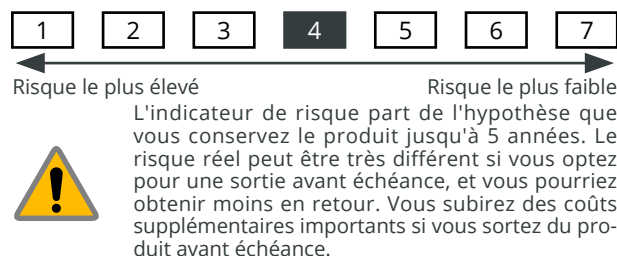 1 2 3 4 5 6 7
Risque le plus élevé Risque le plus faible
L'indicateur de risque part de l'hypothèse que
vous conservez le produit jusqu'à 5 années. Le
risque réel peut être très différent si vous optez
pour une sortie avant échéance, et vous pourriez
obtenir moins en retour. Vous subirez des coûts
supplémentaires importants si vous sortez du pro-
duit avant échéance.